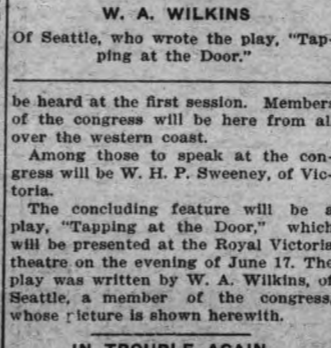 W. A. WILKINS
Of Seattle, who wrote the play, "Tap-
ping at the Door."
be heard at the first session. Members
of the congress will be here from al
over the western coast.
Among those to speak at the con-
gress will be W. H. P. Sweeney, of Vic-
toria.
The concluding feature will be a
play, "Tapping at the Door," which
will be presented at the Royal Victoria
theatre on the evening of June 17. The
play was written by W. A. Wilkins, of
Seattle, a member of the congress,
whose picture is shown herewith.
IN TROUBLE AGAIN